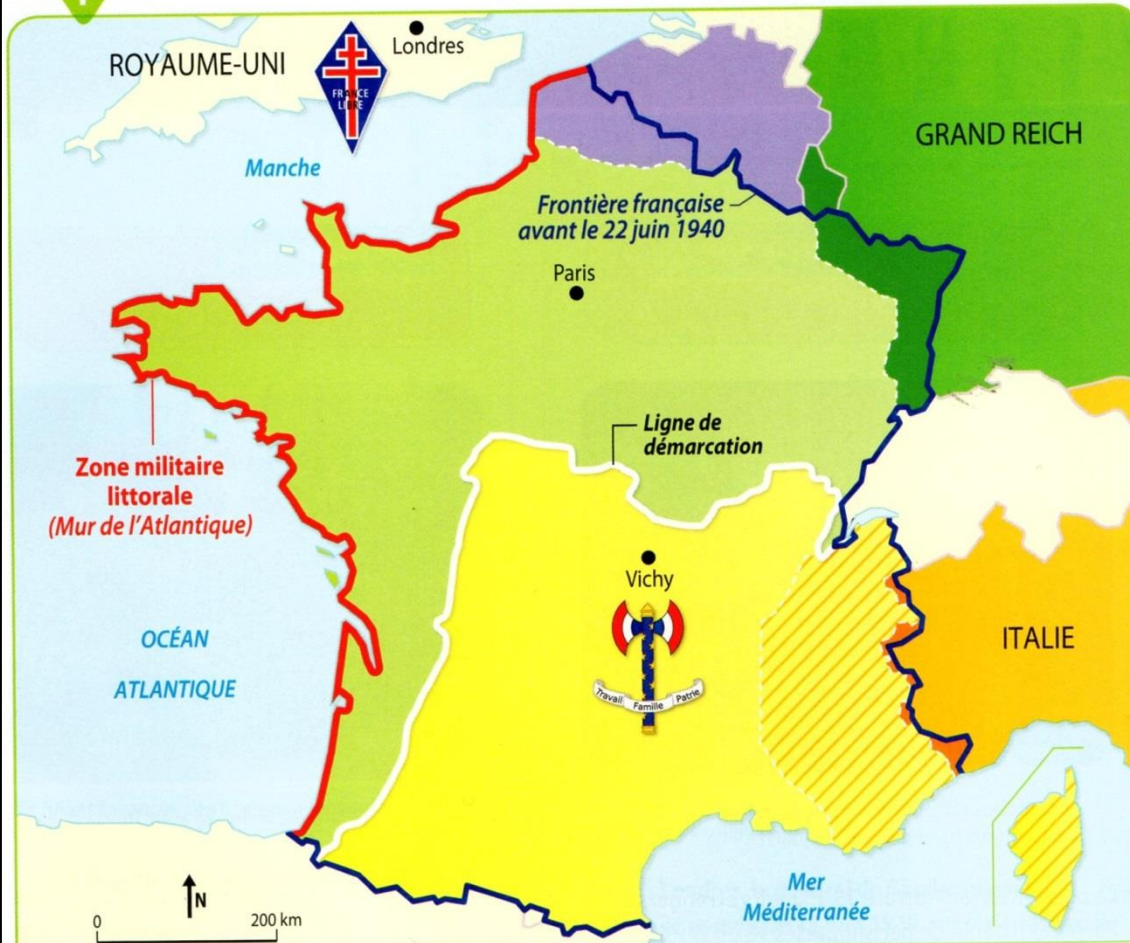 Londres
ROYAUME-UNI
FRANCE
LIBRE
GRAND REICH
Manche
Frontière française
avant le 22 juin 1940
Paris
Ligne de
démarcation
Zone militaire
littorale
(Mur de l'Atlantique)
Vichy
OCÉAN
ATLANTIQUE
ITALIE
Travail Famille Patrie
Mer
Méditerranée
N
0 200 km